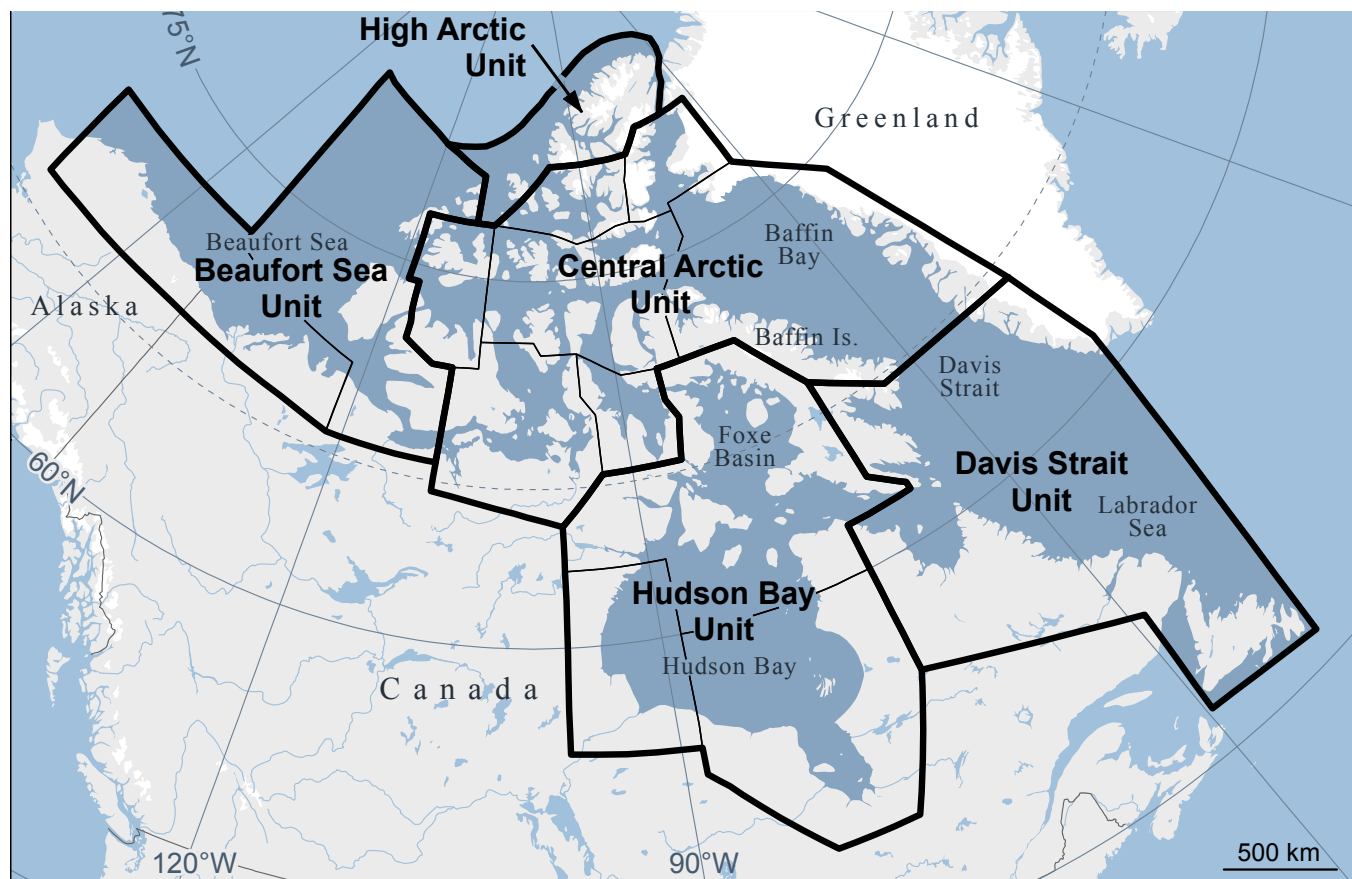 75°N
High Arctic
Unit
Greenland
Baffin
Bay
Beaufort Sea
Beaufort Sea
Unit
Central Arctic
Unit
Alaska
Baffin Is.
Davis
Strait
Foxe
Basin
60°N
Davis Strait
Unit
Labrador
Sea
Hudson Bay
Unit
Hudson Bay
Canada
120°W
90°W
500 km